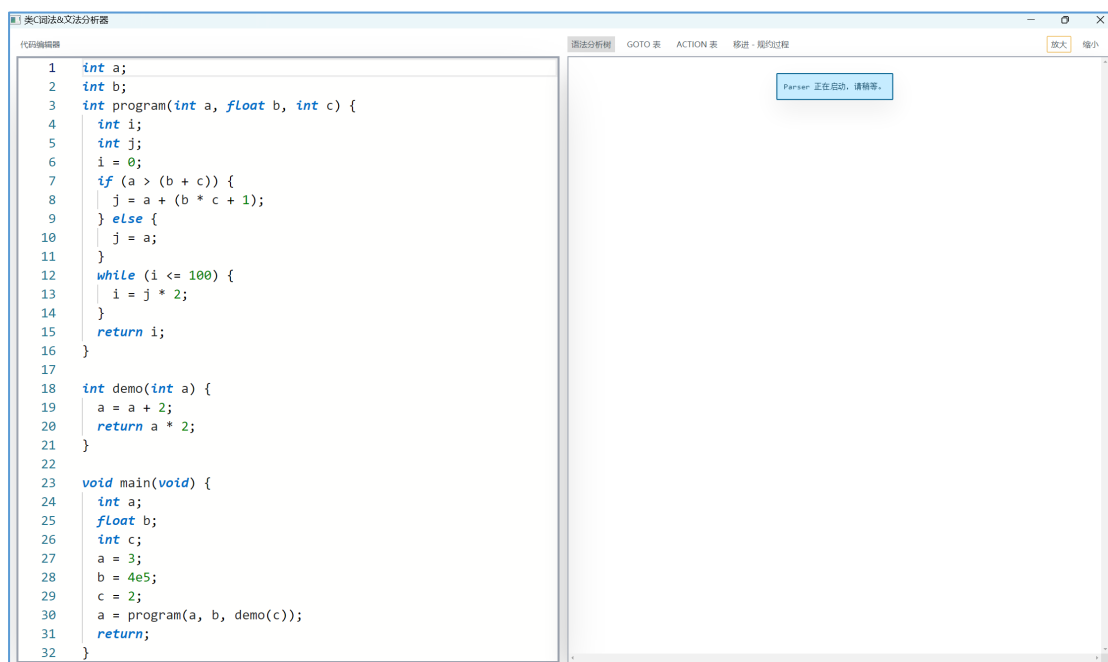 类C词法&文法分析器
代码编辑器
语法分析树 GOTO 表 ACTION 表 移进 - 规约过程 放大 缩小
Parser 正在启动，请稍等。
1 int a;
2 int b;
3 int program(int a, float b, int c) {
4 int i;
5 int j;
6 i = 0;
7 if (a > (b + c)) {
8 j = a + (b * c + 1);
9 } else {
10 j = a;
11 }
12 while (i <= 100) {
13 i = j * 2;
14 }
15 return i;
16 }
17
18 int demo(int a) {
19 a = a + 2;
20 return a * 2;
21 }
22
23 void main(void) {
24 int a;
25 float b;
26 int c;
27 a = 3;
28 b = 4e5;
29 c = 2;
30 a = program(a, b, demo(c));
31 return;
32 }